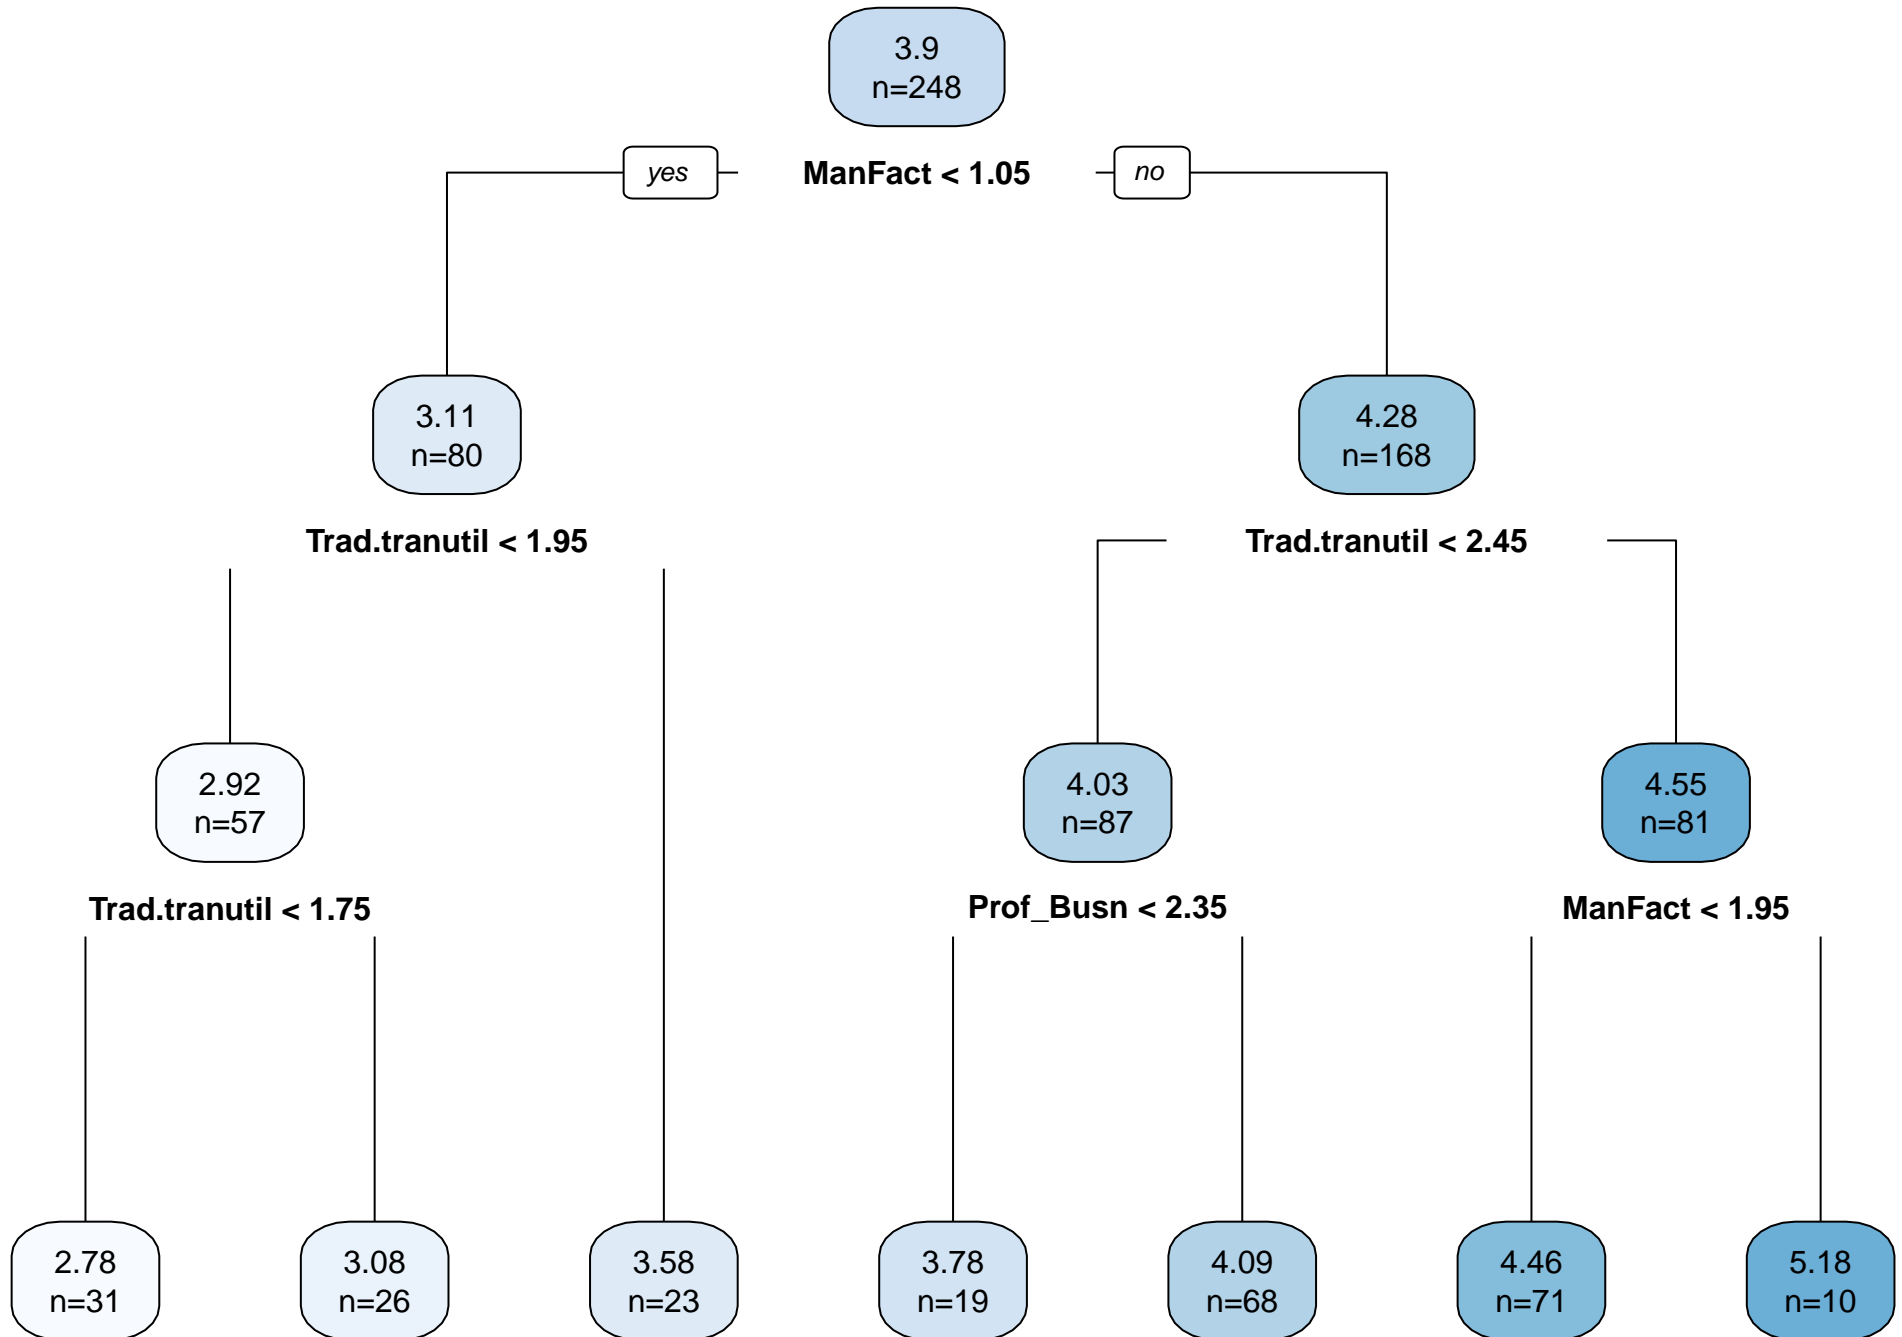 3.9
n=248
yes
ManFact < 1.05
no
3.11
n=80
4.28
n=168
Trad.tranutil < 1.95
Trad.tranutil < 2.45
2.92
n=57
4.03
n=87
4.55
n=81
Trad.tranutil < 1.75
Prof_Busn < 2.35
ManFact < 1.95
2.78
n=31
3.08
n=26
3.58
n=23
3.78
n=19
4.09
n=68
4.46
n=71
5.18
n=10